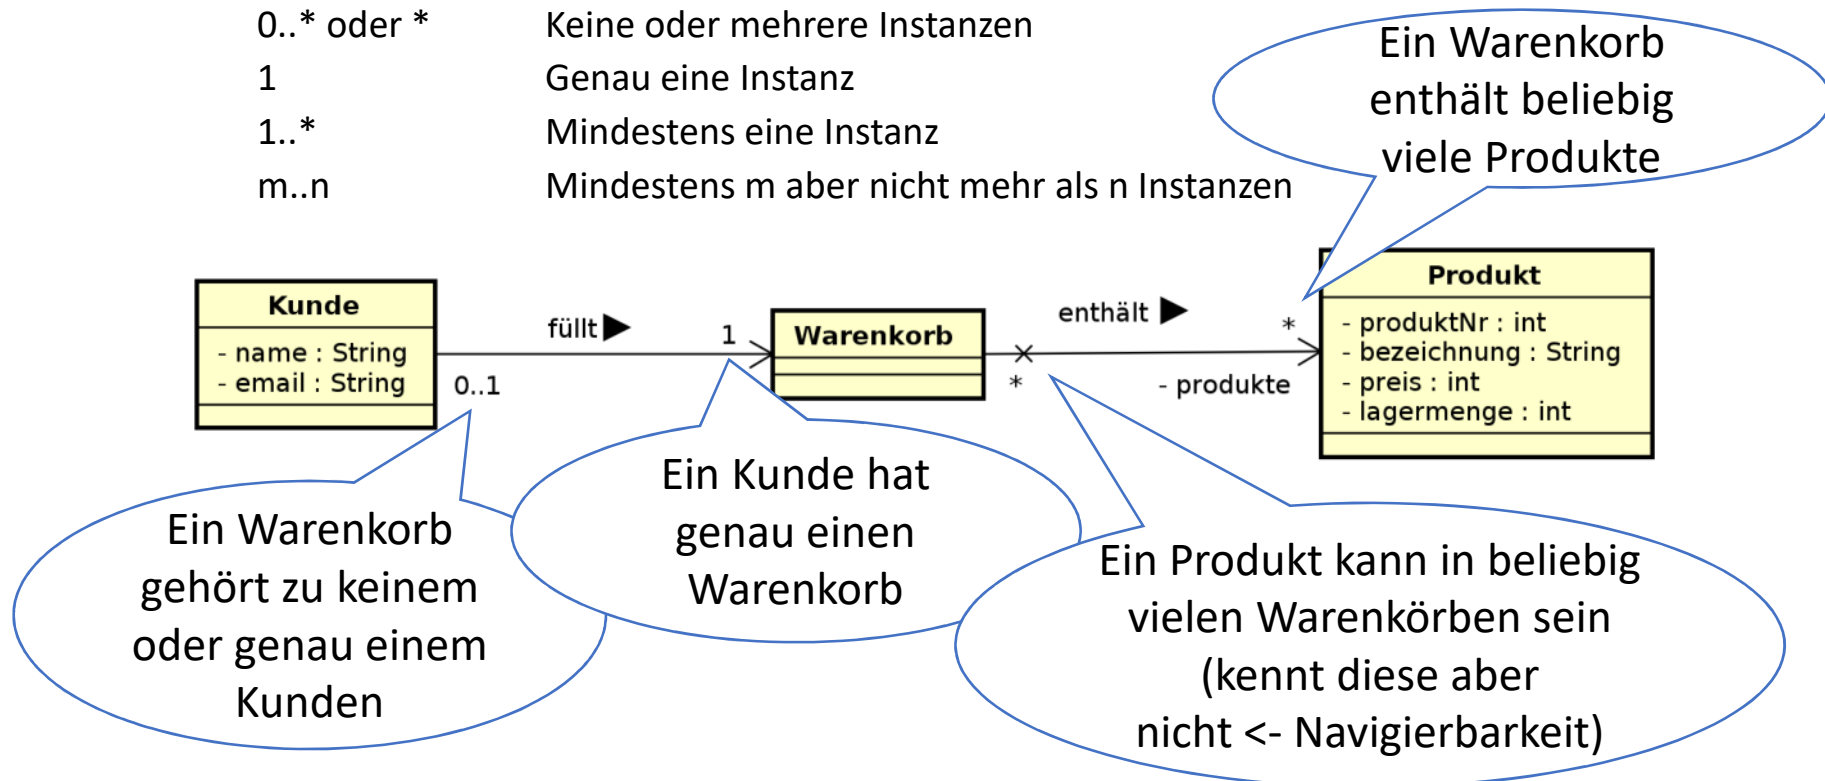 0..* oder * Keine oder mehrere Instanzen
1 Genau eine Instanz
1..* Mindestens eine Instanz
m..n Mindestens m aber nicht mehr als n Instanzen
Ein Warenkorb
enthält beliebig
viele Produkte
Kunde
- name : String
- email : String
füllt
1
0..1
Warenkorb
enthält
*
*
- produkte
Produkt
- produktNr : int
- bezeichnung : String
- preis : int
- lagermenge : int
Ein Warenkorb
gehört zu keinem
oder genau einem
Kunden
Ein Kunde hat
genau einen
Warenkorb
Ein Produkt kann in beliebig
vielen Warenkörben sein
(kennt diese aber
nicht <- Navigierbarkeit)